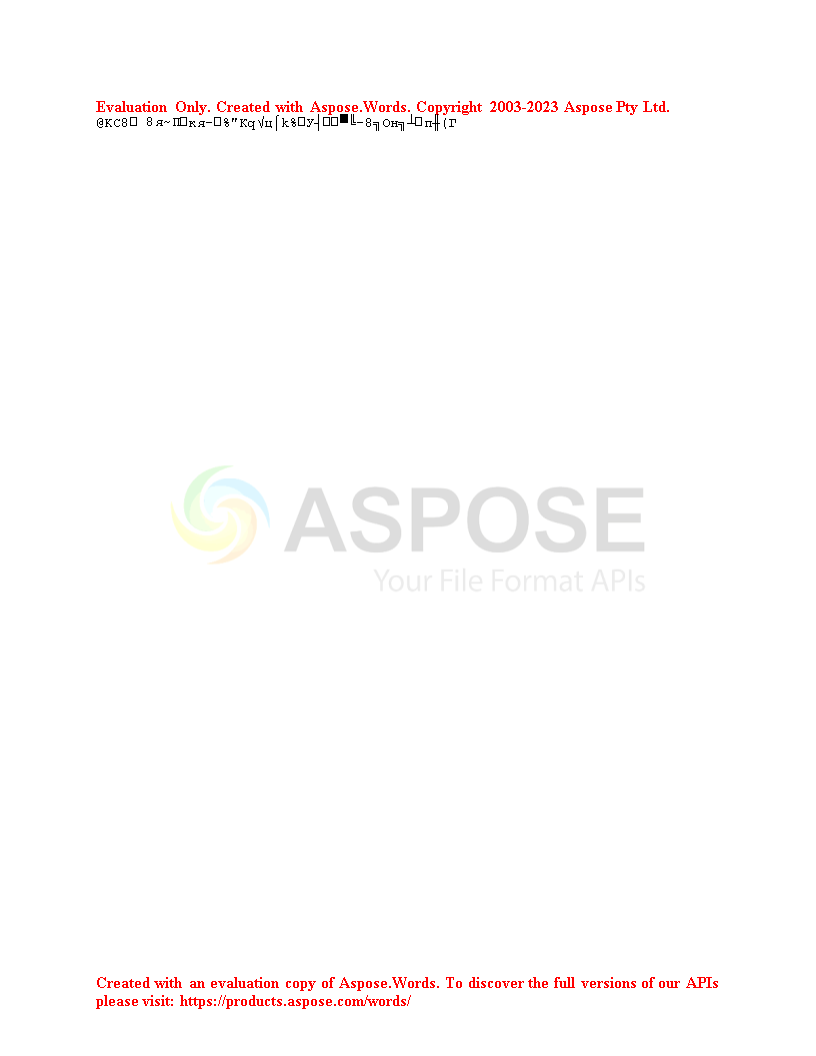 Evaluation Only. Created with Aspose.Words. Copyright 2003-2023 Aspose Pty Ltd.
@КС8□ 8я~П□кя-□%"Kq√ц⌠k%□У┤□□▀╚-8╗Он╗┴□п╫(Г
ASPOSE
Your File Format APIs
Created with an evaluation copy of Aspose.Words. To discover the full versions of our APIs
please visit: https://products.aspose.com/words/